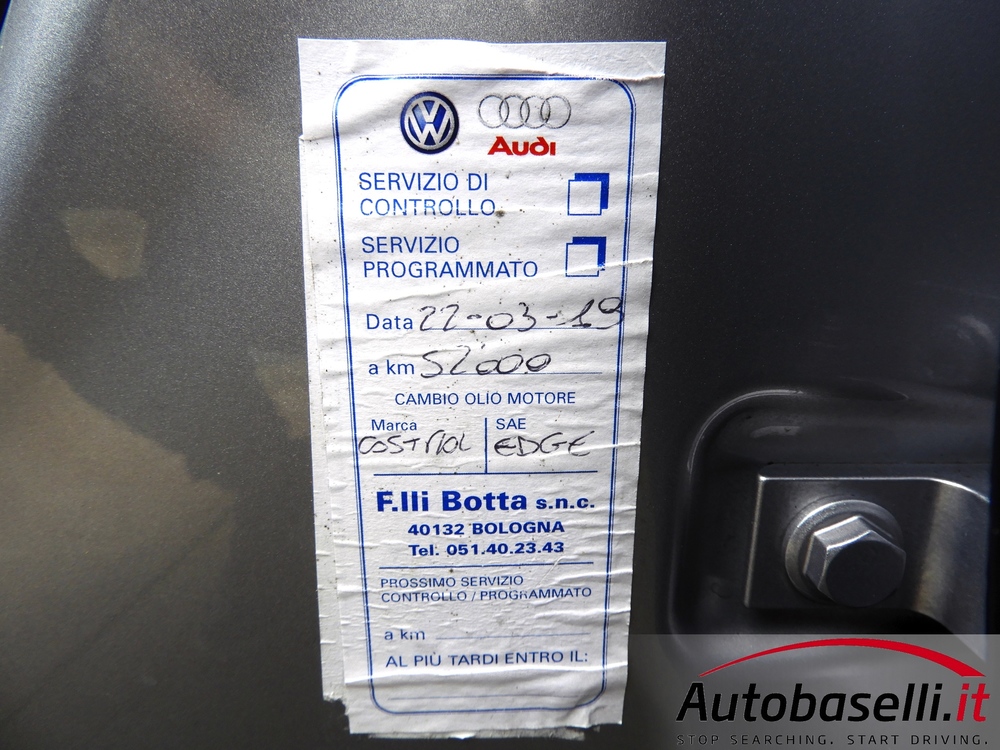 Audi
SERVIZIO DI
CONTROLLO
SERVIZIO
PROGRAMMATO
Data 22-03-19
a km 52000
CAMBIO OLIO MOTORE
Marca SAE
COSTROL EDGE
F.lli Botta s.n.c.
40132 BOLOGNA
Tel. 051.40.23.43
PROSSIMO SERVIZIO
CONTROLLO / PROGRAMMATO
a km
AL PIÙ TARDI ENTRO IL:
Autobaselli.it
STOP SEARCHING. START DRIVING.